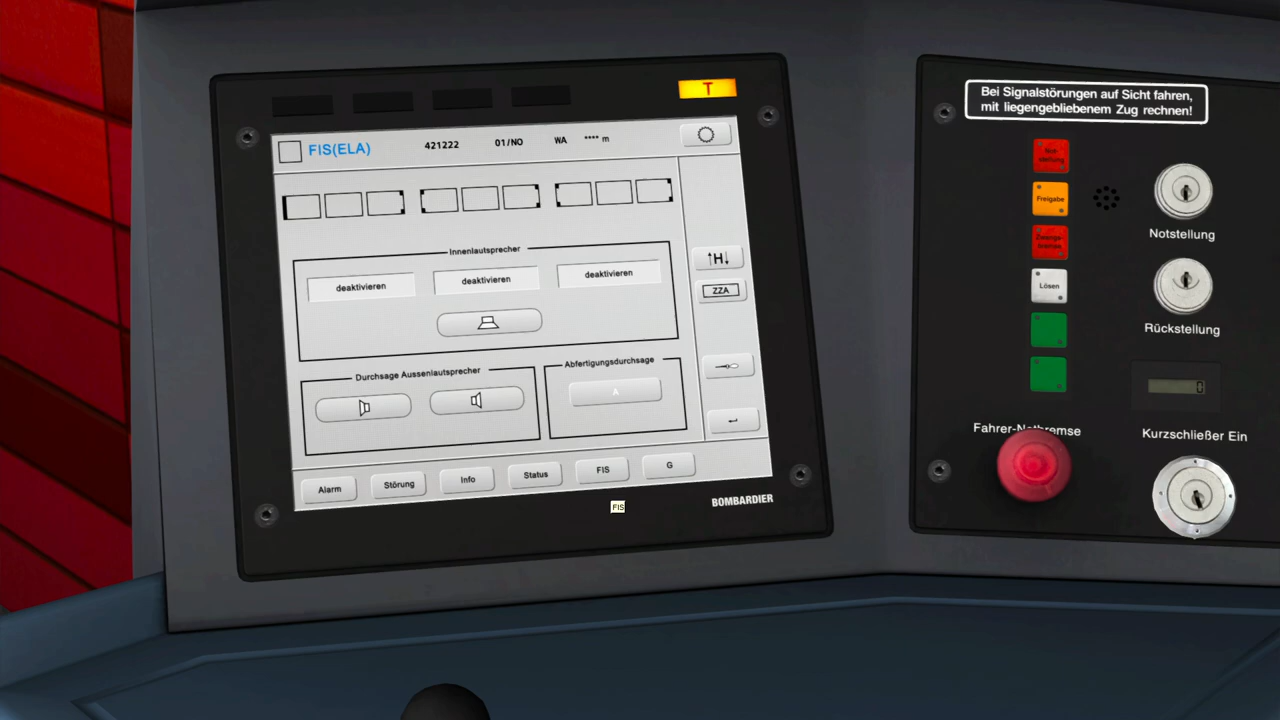 T
FIS(ELA)
421222
01/NO
WA
**** m
Innenlautsprecher
deaktivieren
deaktivieren
deaktivieren
↑H↓
ZZA
Durchsage Aussenlautsprecher
Abfertigungsdurchsage
A
Alarm
Störung
Info
Status
FIS
G
FIS
BOMBARDIER
Bei Signalstörungen auf Sicht fahren,
mit liegengebliebenem Zug rechnen!
Not-
stellung
Freigabe
Zwangs-
bremse
Lösen
Notstellung
Rückstellung
0
Fahrer-Notbremse
Kurzschließer Ein